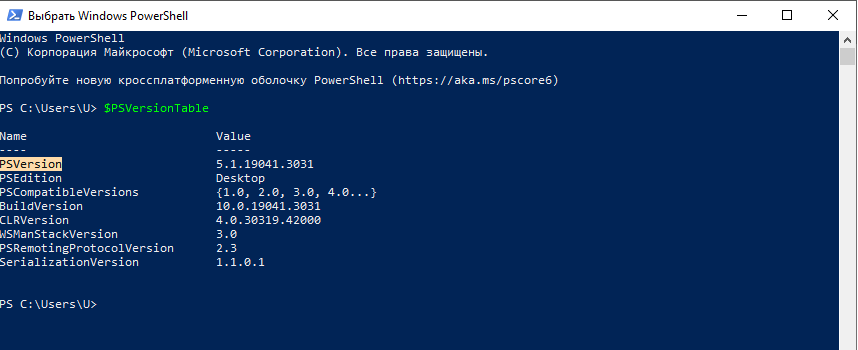 Выбрать Windows PowerShell
Windows PowerShell
(C) Корпорация Майкрософт (Microsoft Corporation). Все права защищены.
Попробуйте новую кроссплатформенную оболочку PowerShell (https://aka.ms/pscore6)
PS C:\Users\U> $PSVersionTable
Name Value
---- -----
PSVersion 5.1.19041.3031
PSEdition Desktop
PSCompatibleVersions {1.0, 2.0, 3.0, 4.0...}
BuildVersion 10.0.19041.3031
CLRVersion 4.0.30319.42000
WSManStackVersion 3.0
PSRemotingProtocolVersion 2.3
SerializationVersion 1.1.0.1
PS C:\Users\U>